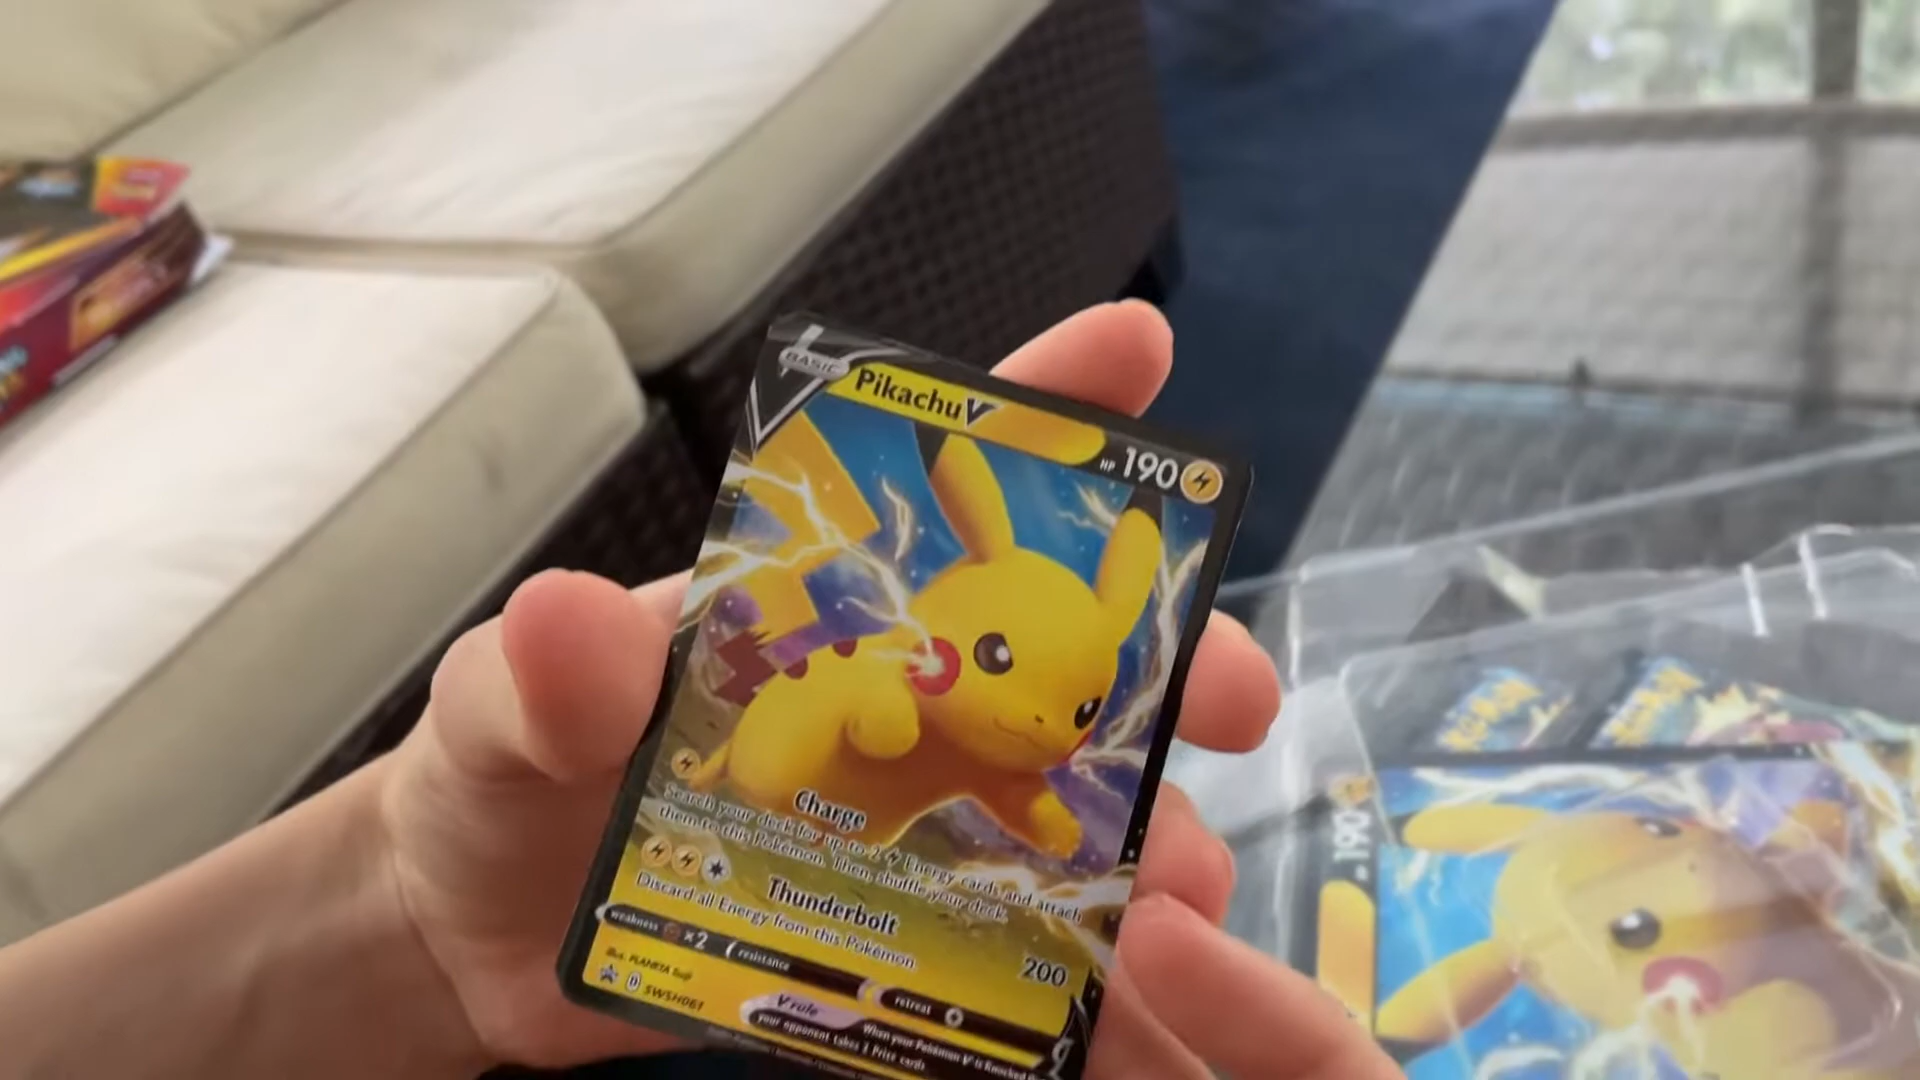 BASIC
Pikachu V
HP 190
Charge
Search your deck for up to 2 Energy cards and attach
them to this Pokémon. Then, shuffle your deck.
Thunderbolt
200
Discard all Energy from this Pokémon.
weakness ×2 resistance retreat
Illus. PLANETA Tsuji
D SWSH061
V rule
When your Pokémon V is Knocked
your opponent takes 2 Prize cards.
190